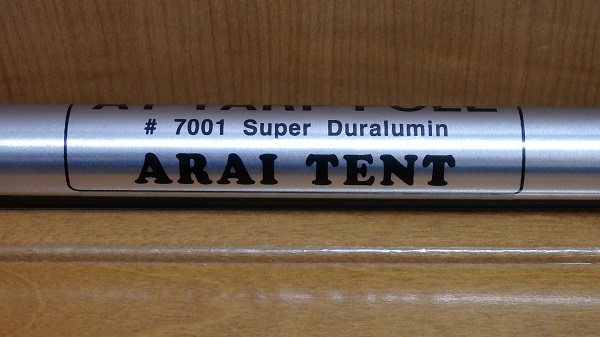 # 7001 Super Duralumin
ARAI TENT